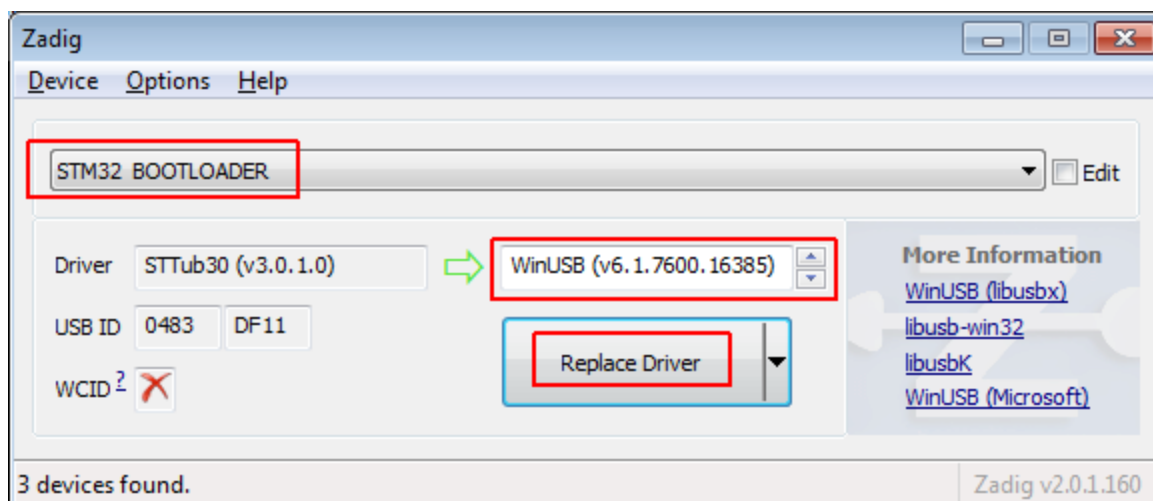 Zadig
Device Options Help
STM32 BOOTLOADER
Edit
Driver STTub30 (v3.0.1.0) WinUSB (v6.1.7600.16385)
USB ID 0483 DF11
WCID ?
Replace Driver
More Information
WinUSB (libusbx)
libusb-win32
libusbK
WinUSB (Microsoft)
3 devices found.
Zadig v2.0.1.160